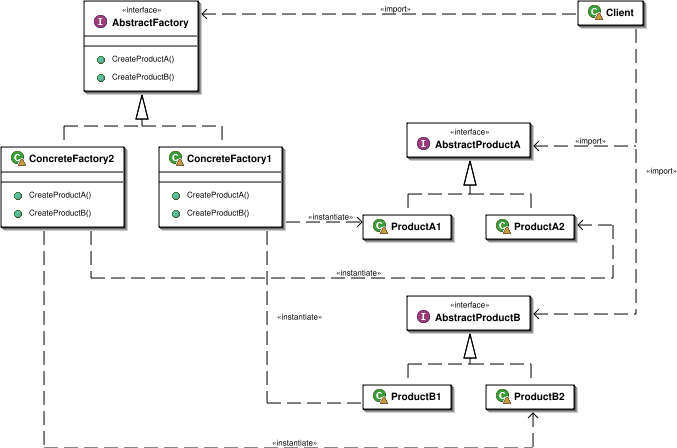 «interface»
I AbstractFactory
CreateProductA()
CreateProductB()
«import»
C Client
C ConcreteFactory2
CreateProductA()
CreateProductB()
C ConcreteFactory1
CreateProductA()
CreateProductB()
«interface»
I AbstractProductA
«import»
«import»
«instantiate»
C ProductA1
C ProductA2
«instantiate»
«interface»
I AbstractProductB
«instantiate»
C ProductB1
C ProductB2
«instantiate»